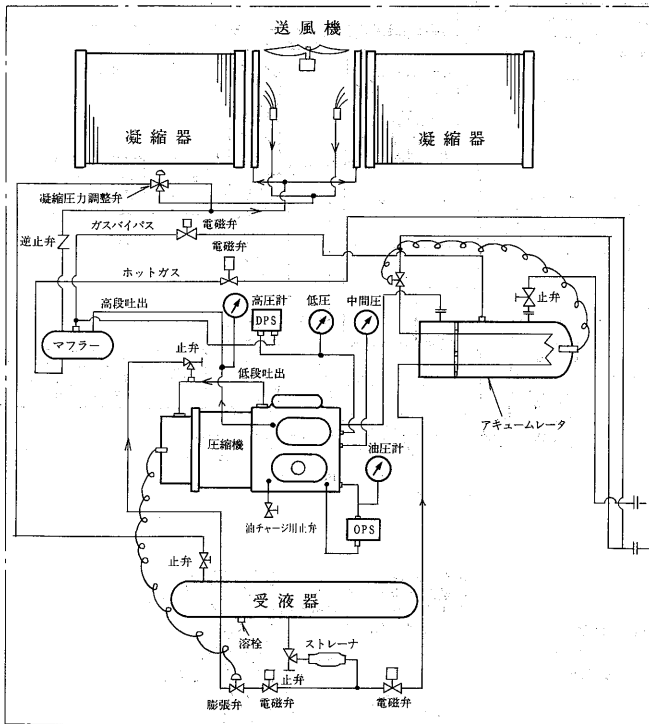 送風機
凝縮器
凝縮器
凝縮圧力調整弁
逆止弁
ガスバイパス
電磁弁
電磁弁
ホットガス
高圧計
低圧
中間圧
DPS
止弁
マフラー
止弁
低段吐出
高段吐出
アキュームレータ
圧縮機
油圧計
油チャージ用止弁
OPS
止弁
受液器
溶栓
ストレーナ
止弁
膨張弁
電磁弁
電磁弁